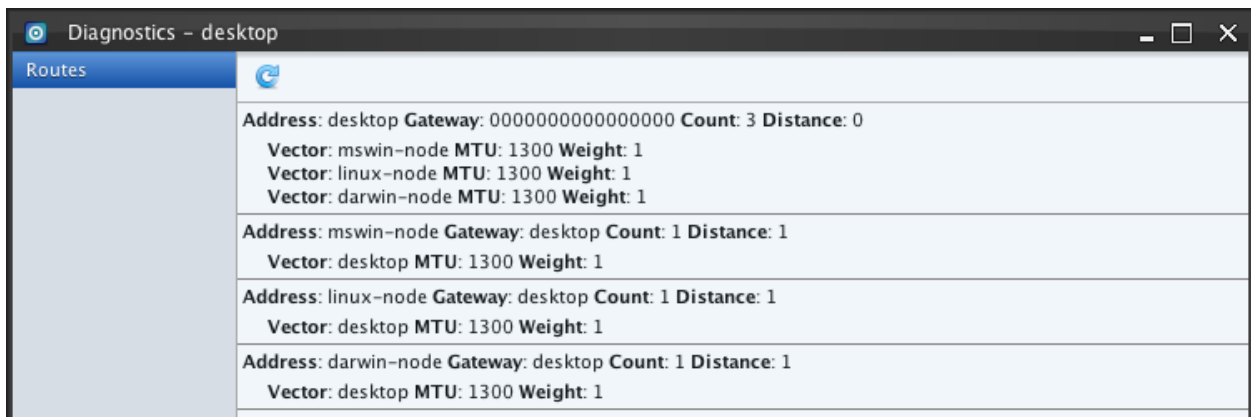 Diagnostics – desktop
Routes
Address: desktop Gateway: 0000000000000000 Count: 3 Distance: 0
Vector: mswin-node MTU: 1300 Weight: 1
Vector: linux-node MTU: 1300 Weight: 1
Vector: darwin-node MTU: 1300 Weight: 1
Address: mswin-node Gateway: desktop Count: 1 Distance: 1
Vector: desktop MTU: 1300 Weight: 1
Address: linux-node Gateway: desktop Count: 1 Distance: 1
Vector: desktop MTU: 1300 Weight: 1
Address: darwin-node Gateway: desktop Count: 1 Distance: 1
Vector: desktop MTU: 1300 Weight: 1